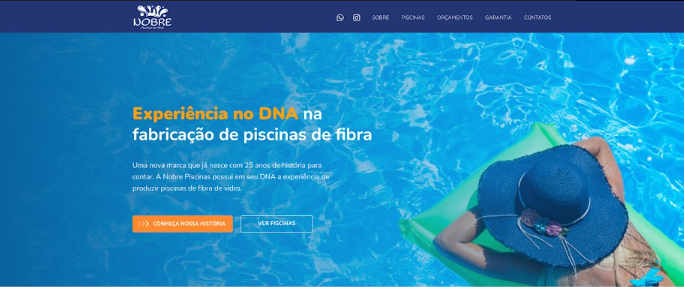 NOBRE
Piscinas de Fibra
SOBRE PISCINAS ORÇAMENTOS GARANTIA CONTATOS
Experiência no DNA na
fabricação de piscinas de fibra
Uma nova marca que já nasce com 25 anos de história para
contar. A Nobre Piscinas possui em seu DNA a experiência de
produzir piscinas de fibra de vidro.
CONHEÇA NOSSA HISTÓRIA VER PISCINAS